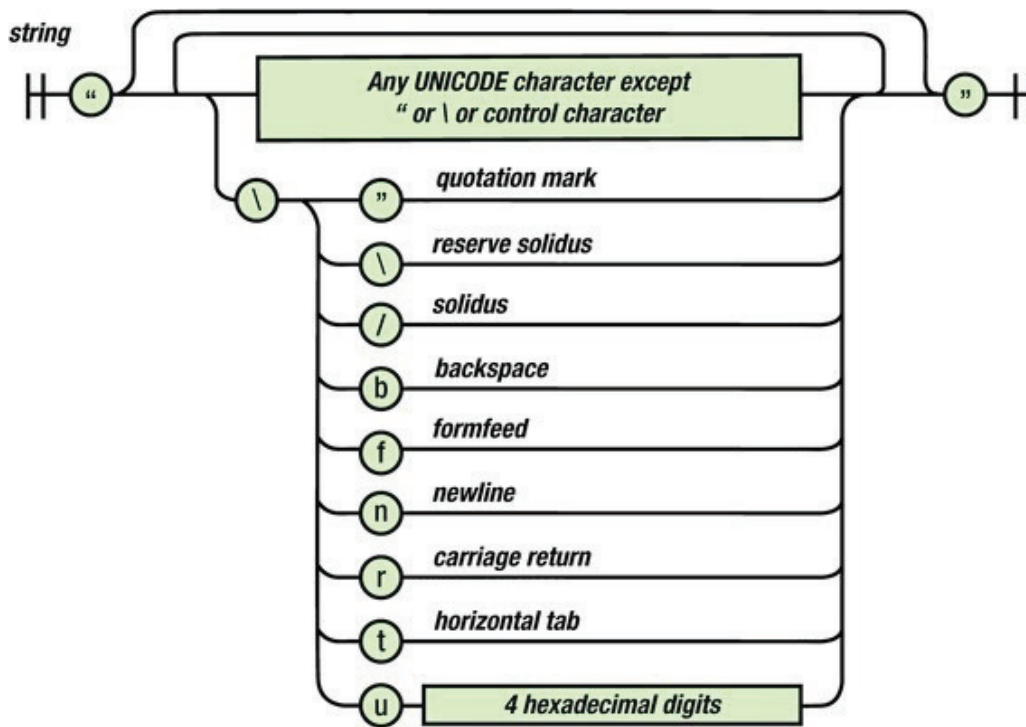 string
“
Any UNICODE character except
“ or \ or control character
”
\
”
quotation mark
\
reserve solidus
/
solidus
b
backspace
f
formfeed
n
newline
r
carriage return
t
horizontal tab
u
4 hexadecimal digits